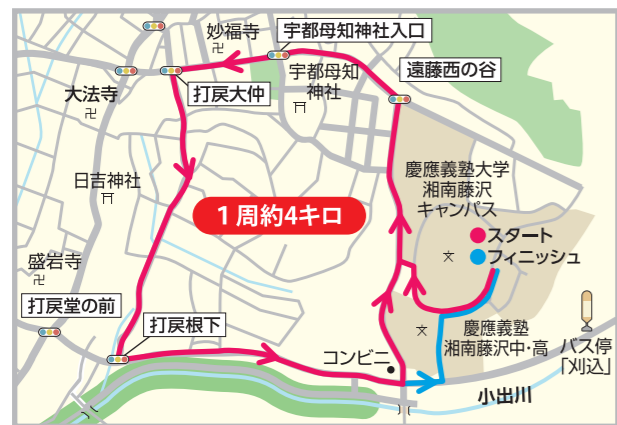 妙福寺
宇都母知神社入口
宇都母知
神社
遠藤西の谷
大法寺
打戻大仲
慶應義塾大学
湘南藤沢
キャンパス
日吉神社
1周約4キロ
スタート
フィニッシュ
盛岩寺
打戻堂の前
打戻根下
慶應義塾
湘南藤沢中・高
コンビニ
バス停
「刈込」
小出川
文
文